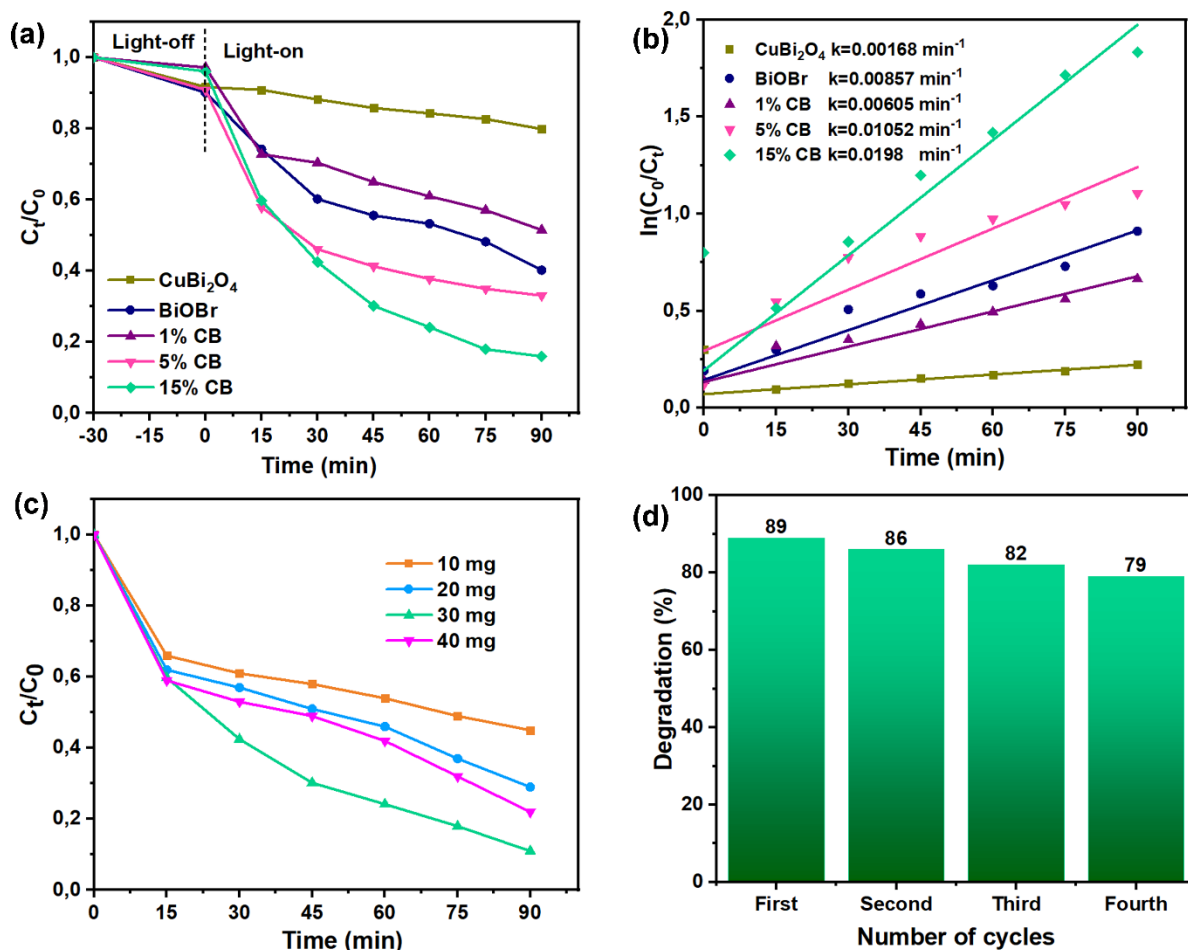 (a)
Light-off
Light-on
1,0
0,8
0,6
0,4
0,2
0,0
Cₜ/C₀
CuBi₂O₄
BiOBr
1% CB
5% CB
15% CB
-30 -15 0 15 30 45 60 75 90
Time (min)
(b)
2,0
1,5
1,0
0,5
0,0
ln(C₀/Cₜ)
CuBi₂O₄ k=0.00168 min⁻¹
BiOBr k=0.00857 min⁻¹
1% CB k=0.00605 min⁻¹
5% CB k=0.01052 min⁻¹
15% CB k=0.0198 min⁻¹
0 15 30 45 60 75 90
Time (min)
(c)
1,0
0,8
0,6
0,4
0,2
0,0
Cₜ/C₀
10 mg
20 mg
30 mg
40 mg
0 15 30 45 60 75 90
Time (min)
(d)
100
80
60
40
20
0
Degradation (%)
89 86 82 79
First Second Third Fourth
Number of cycles